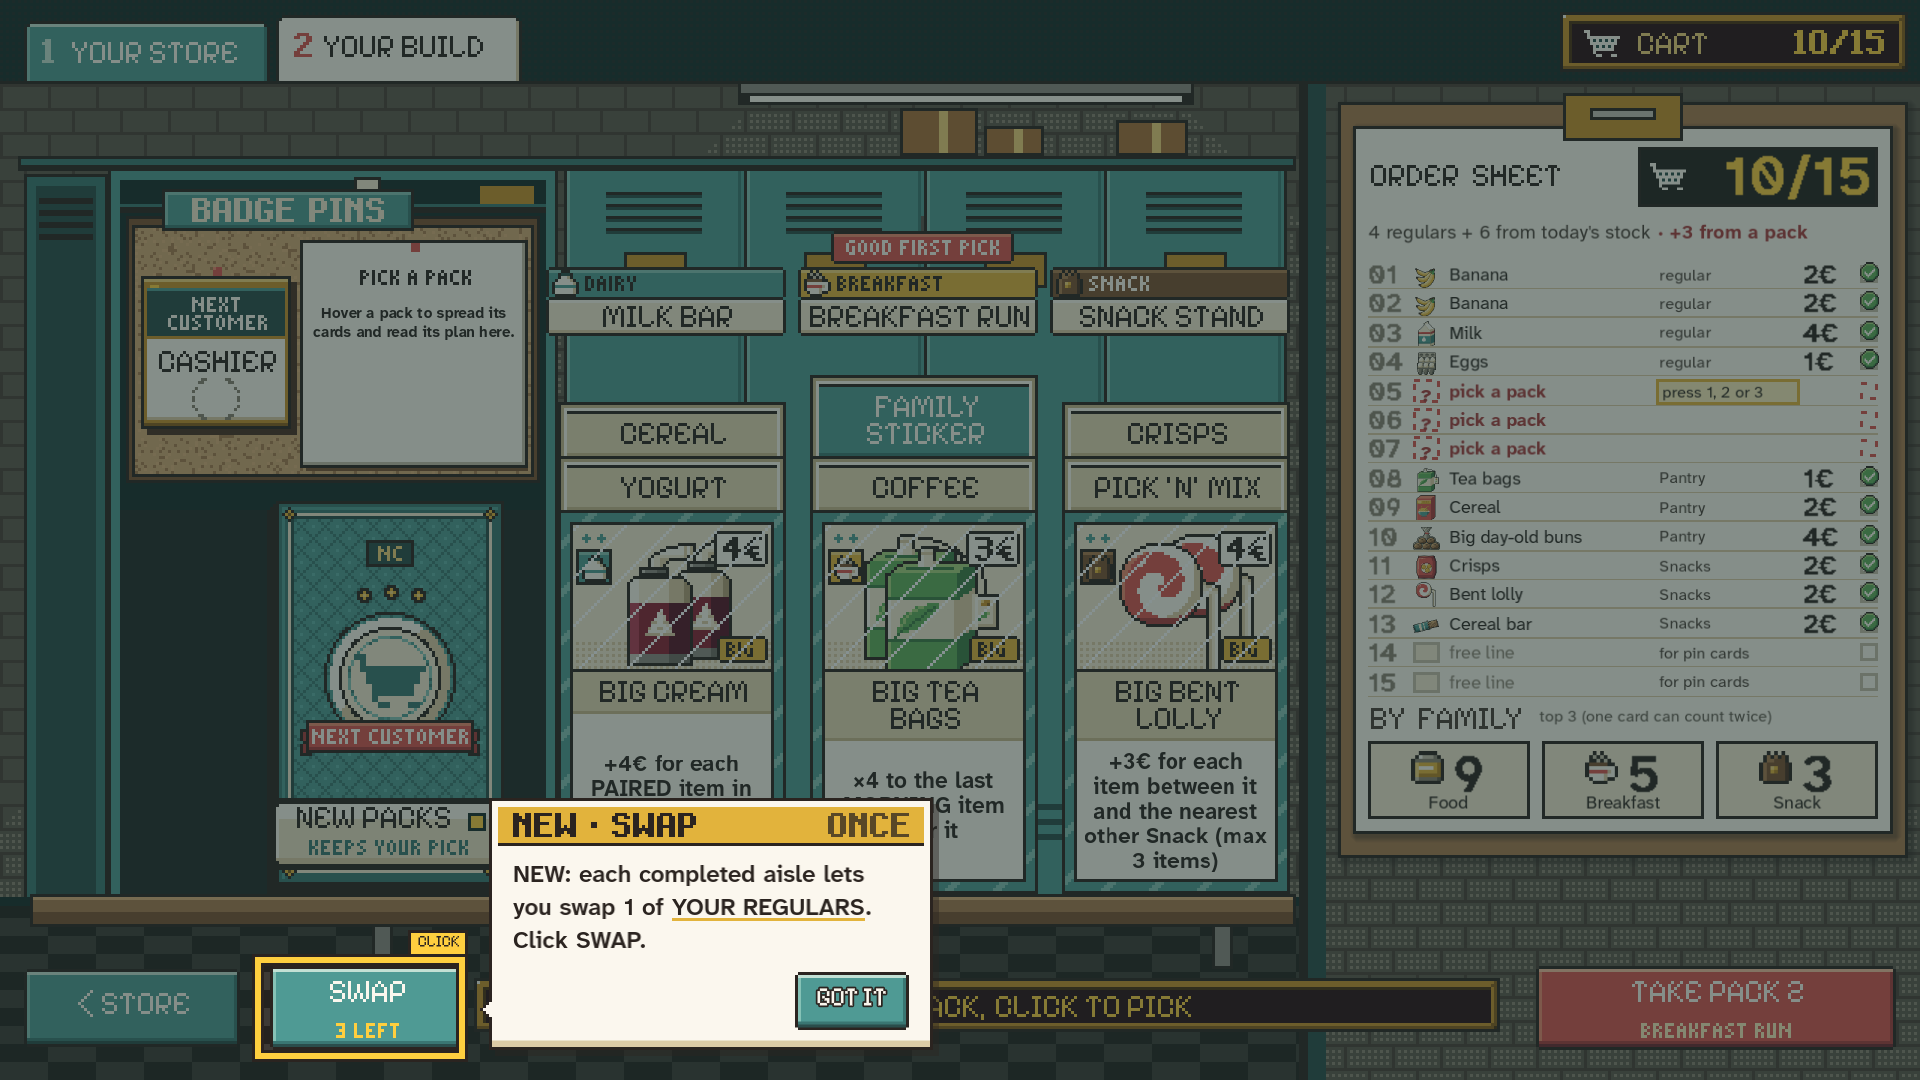 1 YOUR STORE
2 YOUR BUILD
CART 10/15
BADGE PINS
NEXT CUSTOMER
CASHIER
PICK A PACK
Hover a pack to spread its
cards and read its plan here.
NC
NEXT CUSTOMER
NEW PACKS
KEEPS YOUR PICK
DAIRY
MILK BAR
CEREAL
YOGURT
4€
BIG
BIG CREAM
+4€ for each
PAIRED item in
GOOD FIRST PICK
BREAKFAST
BREAKFAST RUN
FAMILY STICKER
COFFEE
3€
BIG
BIG TEA BAGS
×4 to the last
item
it
SNACK
SNACK STAND
CRISPS
PICK 'N' MIX
4€
BIG
BIG BENT LOLLY
+3€ for each
item between it
and the nearest
other Snack (max
3 items)
ORDER SHEET 10/15
4 regulars + 6 from today's stock · +3 from a pack
01 Banana regular 2€
02 Banana regular 2€
03 Milk regular 4€
04 Eggs regular 1€
05 ? pick a pack press 1, 2 or 3
06 ? pick a pack
07 ? pick a pack
08 Tea bags Pantry 1€
09 Cereal Pantry 2€
10 Big day-old buns Pantry 4€
11 Crisps Snacks 2€
12 Bent lolly Snacks 2€
13 Cereal bar Snacks 2€
14 free line for pin cards
15 free line for pin cards
BY FAMILY top 3 (one card can count twice)
9 Food
5 Breakfast
3 Snack
NEW · SWAP ONCE
NEW: each completed aisle lets
you swap 1 of YOUR REGULARS.
Click SWAP.
GOT IT
CLICK
< STORE
SWAP
3 LEFT
ACK, CLICK TO PICK
TAKE PACK 2
BREAKFAST RUN